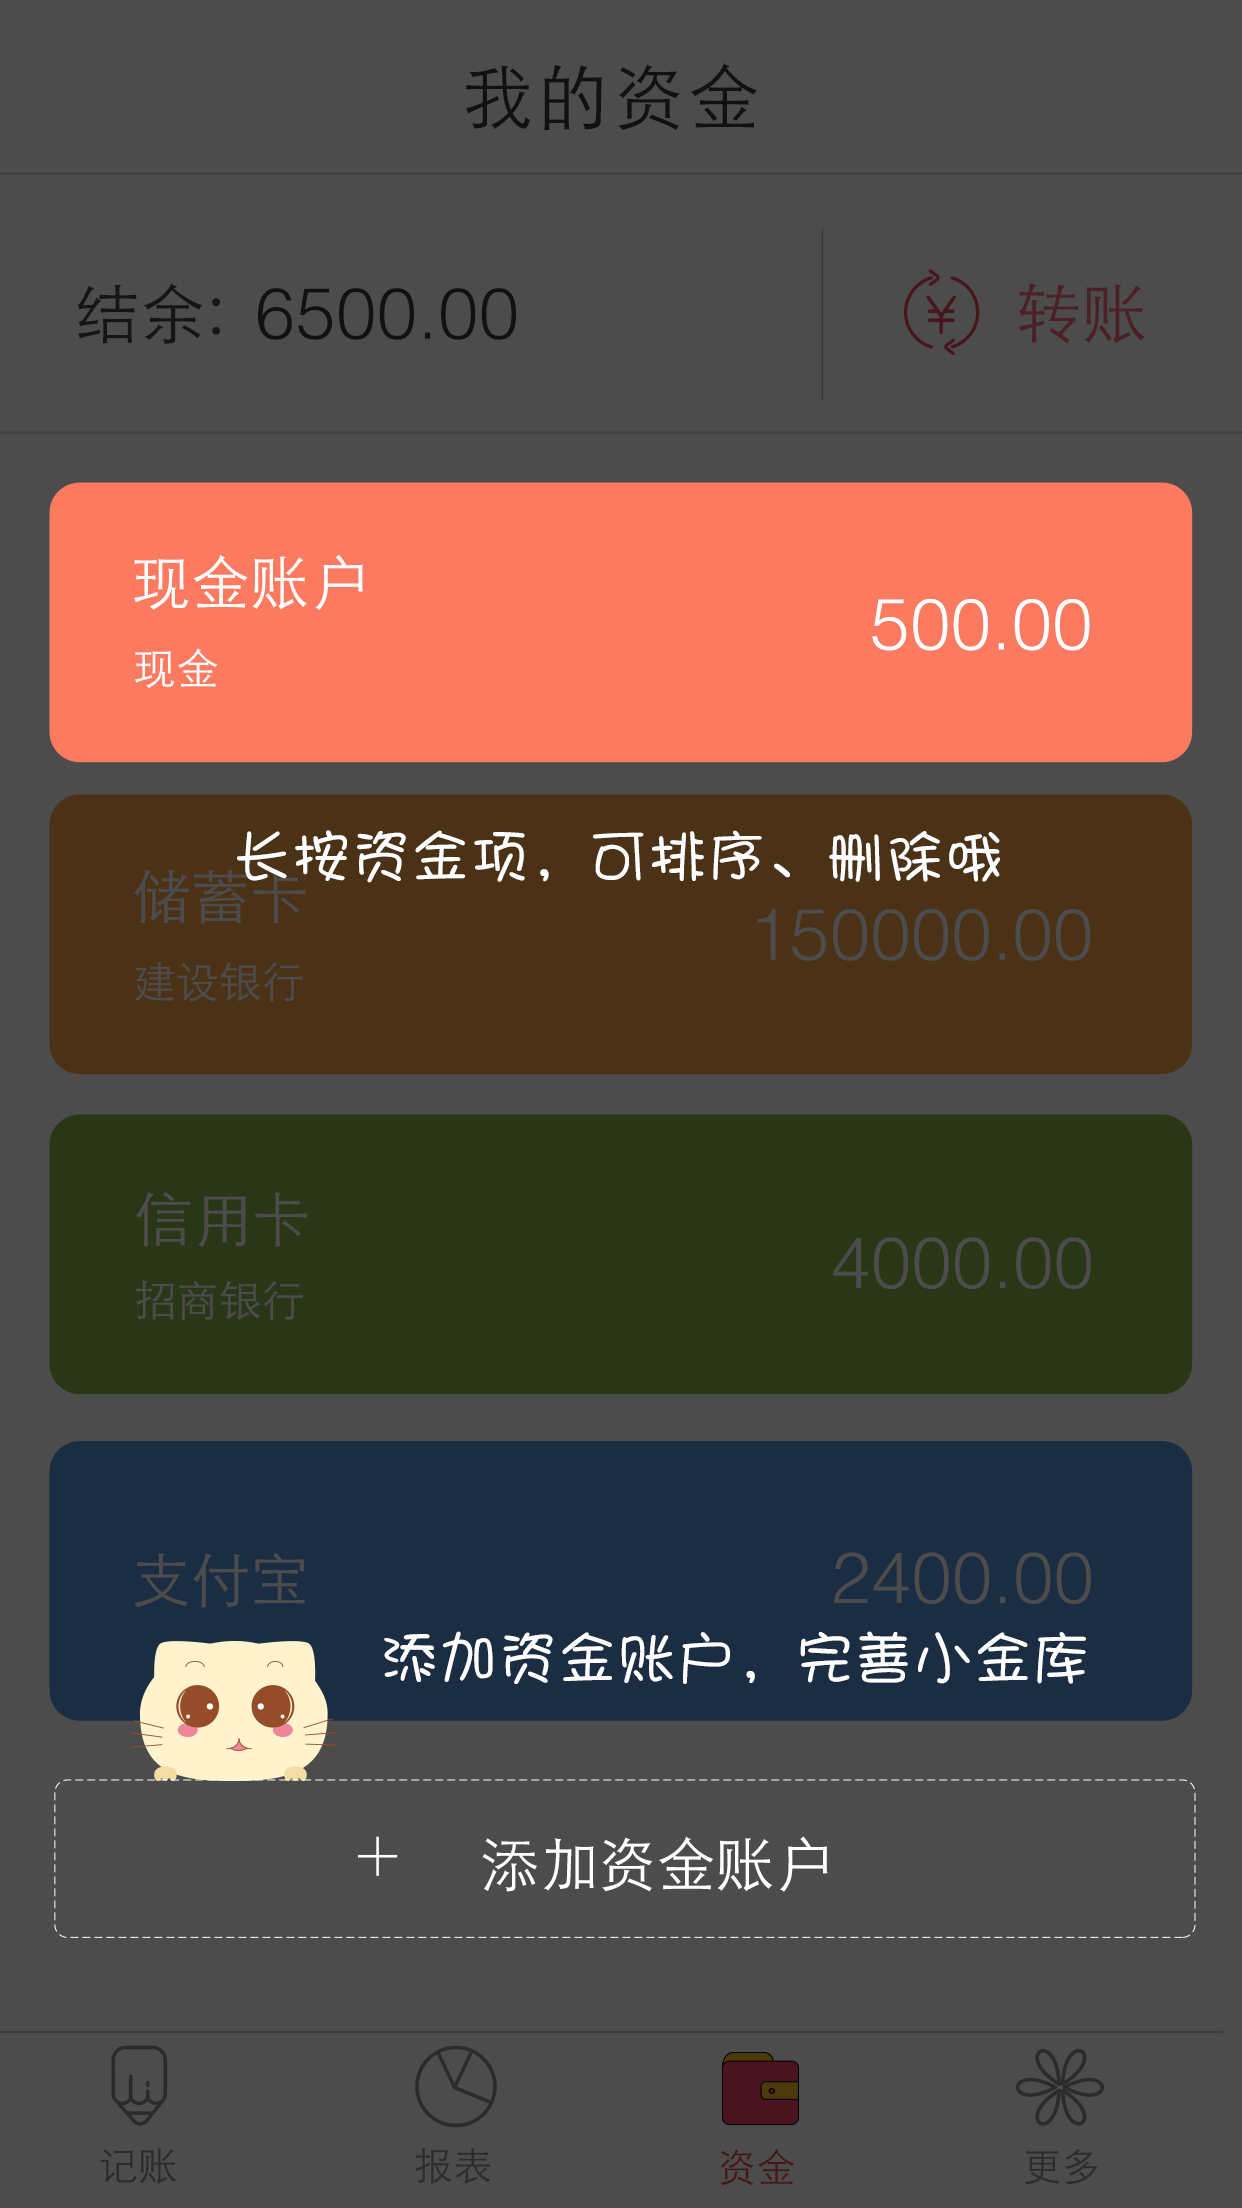 我的资金
结余: 6500.00
转账
现金账户
现金
500.00
长按资金项，可排序、删除哦
储蓄卡
建设银行
150000.00
信用卡
招商银行
4000.00
支付宝
2400.00
添加资金账户，完善小金库
+ 添加资金账户
记账
报表
资金
更多